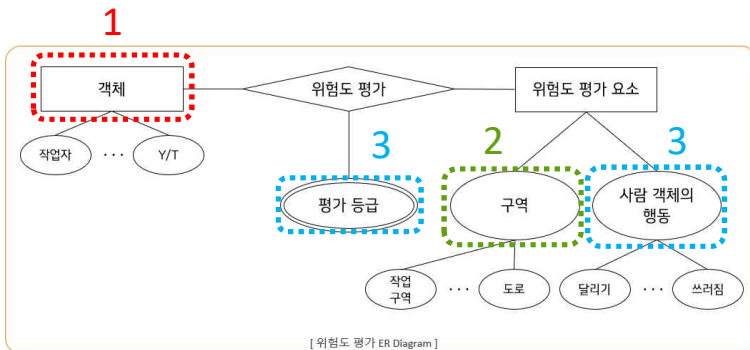 1
객체
위험도 평가
위험도 평가 요소
작업자
···
Y/T
3
평가 등급
2
구역
3
사람 객체의
행동
작업
구역
···
도로
달리기
···
쓰러짐
[ 위험도 평가 ER Diagram ]